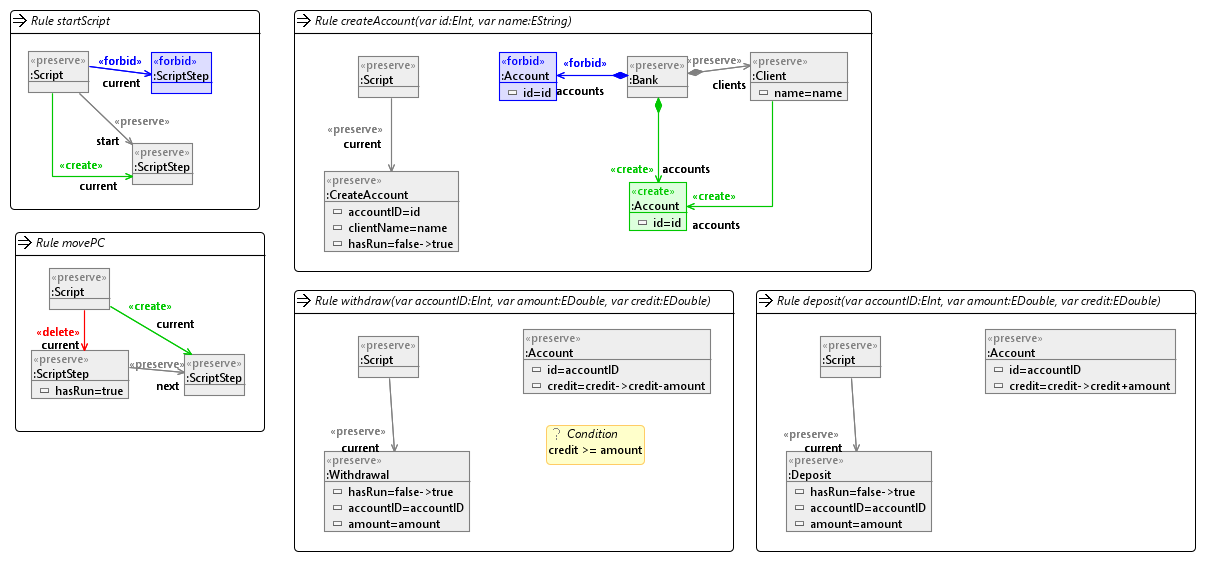 Rule startScript
«preserve»
:Script
«forbid»
current
«forbid»
:ScriptStep
«preserve»
start
«create»
current
«preserve»
:ScriptStep
Rule createAccount(var id:EInt, var name:EString)
«preserve»
:Script
«preserve»
current
«preserve»
:CreateAccount
accountID=id
clientName=name
hasRun=false->true
«forbid»
:Account
id=id
«forbid»
accounts
«preserve»
:Bank
«preserve»
clients
«preserve»
:Client
name=name
«create»
accounts
«create»
:Account
id=id
«create»
accounts
Rule movePC
«preserve»
:Script
«create»
current
«delete»
current
«preserve»
:ScriptStep
hasRun=true
«preserve»
next
«preserve»
:ScriptStep
Rule withdraw(var accountID:EInt, var amount:EDouble, var credit:EDouble)
«preserve»
:Script
«preserve»
current
«preserve»
:Withdrawal
hasRun=false->true
accountID=accountID
amount=amount
«preserve»
:Account
id=accountID
credit=credit->credit-amount
Condition
credit >= amount
Rule deposit(var accountID:EInt, var amount:EDouble, var credit:EDouble)
«preserve»
:Script
«preserve»
current
«preserve»
:Deposit
hasRun=false->true
accountID=accountID
amount=amount
«preserve»
:Account
id=accountID
credit=credit->credit+amount